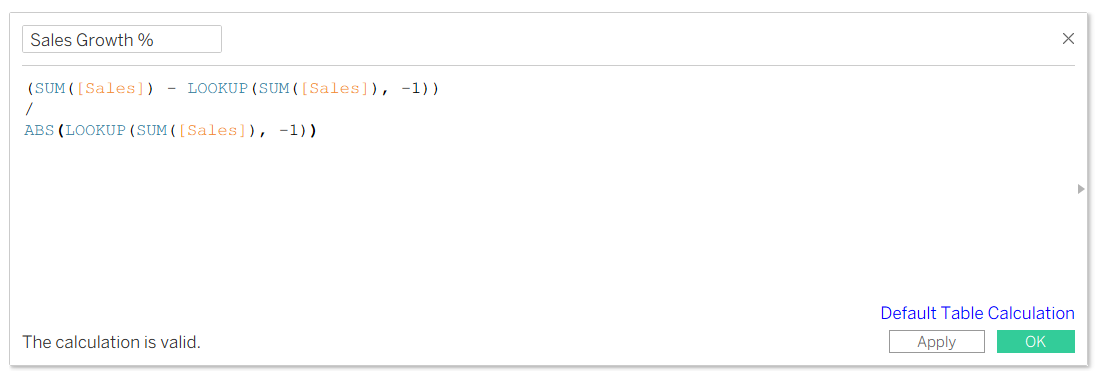 Sales Growth %
(SUM([Sales]) - LOOKUP(SUM([Sales]), -1))
/
ABS(LOOKUP(SUM([Sales]), -1))
Default Table Calculation
The calculation is valid.
Apply
OK